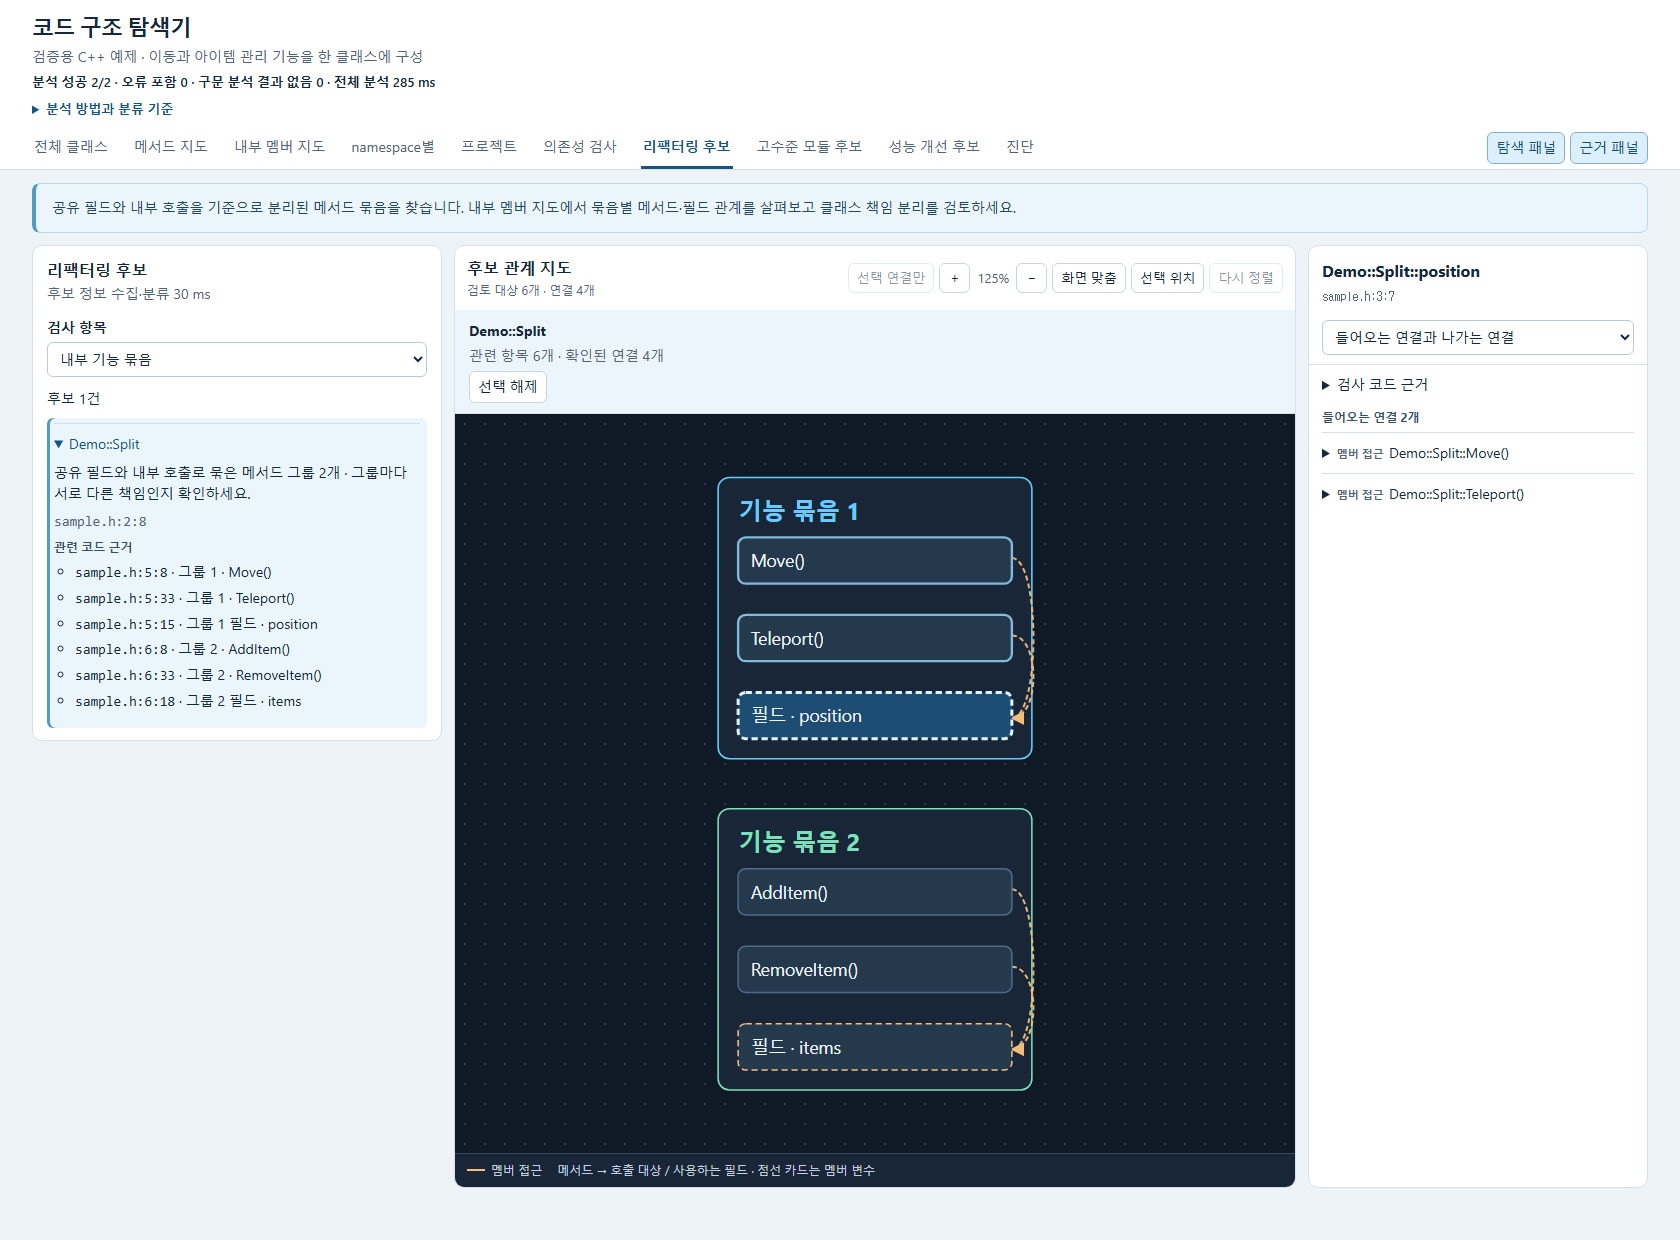 코드 구조 탐색기
검증용 C++ 예제 · 이동과 아이템 관리 기능을 한 클래스에 구성
분석 성공 2/2 · 오류 포함 0 · 구문 분석 결과 없음 0 · 전체 분석 285 ms
▶ 분석 방법과 분류 기준
전체 클래스 메서드 지도 내부 멤버 지도 namespace별 프로젝트 의존성 검사 리팩터링 후보 고수준 모듈 후보 성능 개선 후보 진단 탐색 패널 근거 패널
공유 필드와 내부 호출을 기준으로 분리된 메서드 묶음을 찾습니다. 내부 멤버 지도에서 묶음별 메서드·필드 관계를 살펴보고 클래스 책임 분리를 검토하세요.
리팩터링 후보
후보 정보 수집·분류 30 ms
검사 항목
내부 기능 묶음
후보 1건
▼ Demo::Split
공유 필드와 내부 호출로 묶은 메서드 그룹 2개 · 그룹마다
서로 다른 책임인지 확인하세요.
sample.h:2:8
관련 코드 근거
sample.h:5:8 · 그룹 1 · Move()
sample.h:5:33 · 그룹 1 · Teleport()
sample.h:5:15 · 그룹 1 필드 · position
sample.h:6:8 · 그룹 2 · AddItem()
sample.h:6:33 · 그룹 2 · RemoveItem()
sample.h:6:18 · 그룹 2 필드 · items
후보 관계 지도
검토 대상 6개 · 연결 4개
선택 연결만 + 125% − 화면 맞춤 선택 위치 다시 정렬
Demo::Split
관련 항목 6개 · 확인된 연결 4개
선택 해제
기능 묶음 1
Move()
Teleport()
필드 · position
기능 묶음 2
AddItem()
RemoveItem()
필드 · items
멤버 접근 메서드 → 호출 대상 / 사용하는 필드 · 점선 카드는 멤버 변수
Demo::Split::position
sample.h:3:7
들어오는 연결과 나가는 연결
▶ 검사 코드 근거
들어오는 연결 2개
▶ 멤버 접근 Demo::Split::Move()
▶ 멤버 접근 Demo::Split::Teleport()